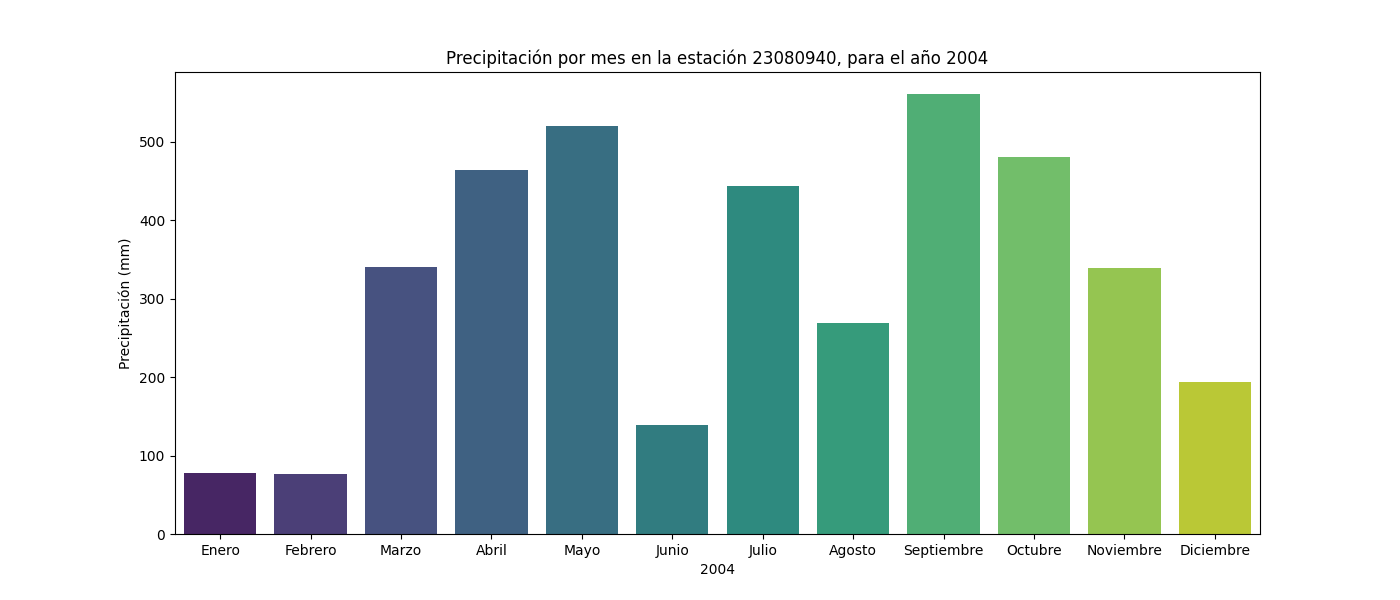 Precipitación por mes en la estación 23080940, para el año 2004
Precipitación (mm)
500
400
300
200
100
0
Enero Febrero Marzo Abril Mayo Junio Julio Agosto Septiembre Octubre Noviembre Diciembre
2004